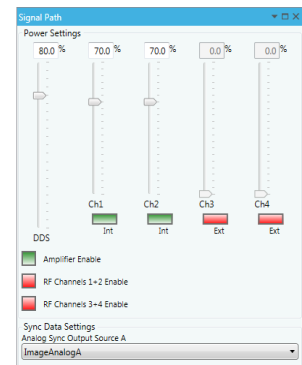 Signal Path
Power Settings
80.0 % 70.0 % 70.0 % 0.0 % 0.0 %
Ch1 Ch2 Ch3 Ch4
DDS Int Int Ext Ext
Amplifier Enable
RF Channels 1+2 Enable
RF Channels 3+4 Enable
Sync Data Settings
Analog Sync Output Source A
ImageAnalogA